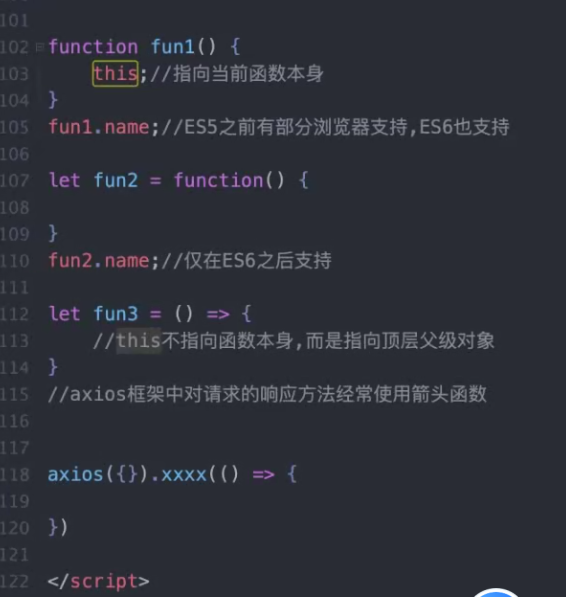 101
102 function fun1() {
103 this;//指向当前函数本身
104 }
105 fun1.name;//ES5之前有部分浏览器支持,ES6也支持
106
107 let fun2 = function() {
108
109 }
110 fun2.name;//仅在ES6之后支持
111
112 let fun3 = () => {
113 //this不指向函数本身,而是指向顶层父级对象
114 }
115 //axios框架中对请求的响应方法经常使用箭头函数
116
117
118 axios({}).xxxx(() => {
119
120 })
121
122 </script>